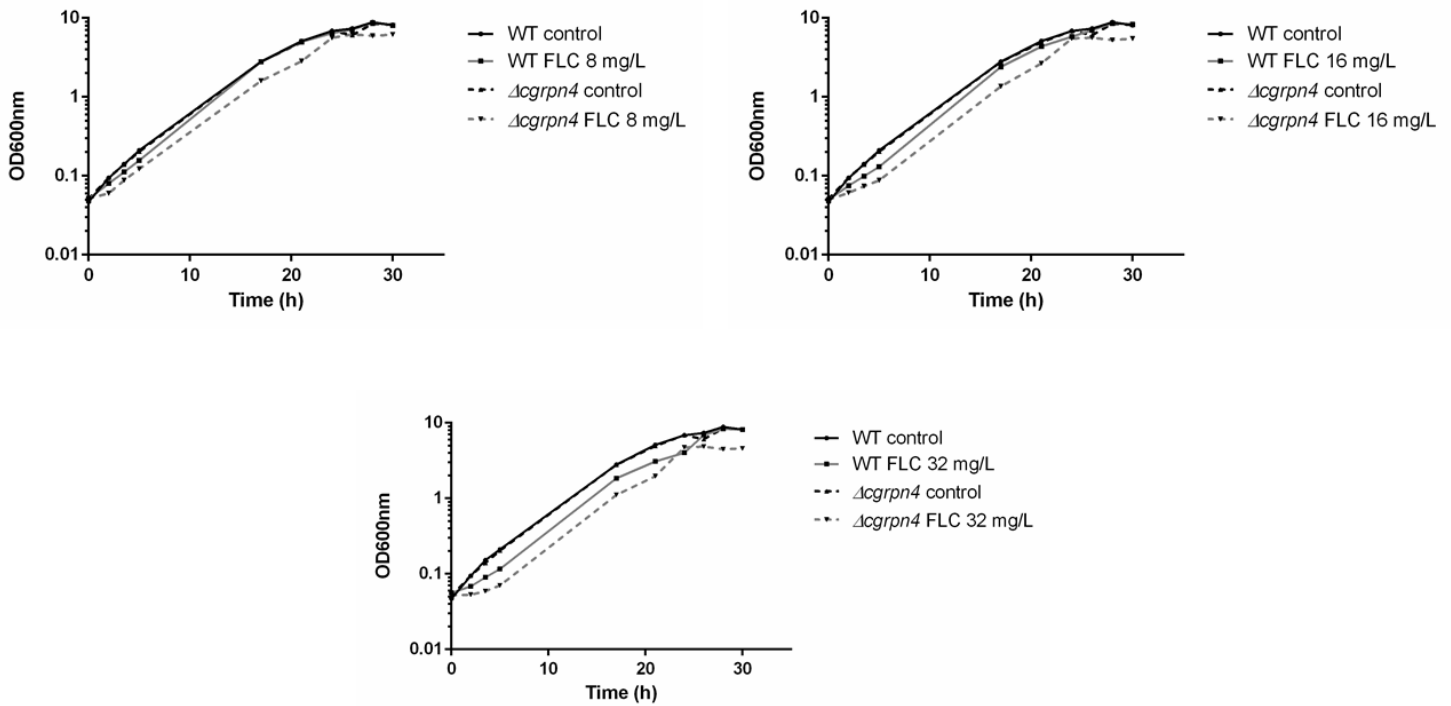 10
1
0.1
0.01
OD600nm
0
10
20
30
Time (h)
WT control
WT FLC 8 mg/L
Δcgrpn4 control
Δcgrpn4 FLC 8 mg/L
10
1
0.1
0.01
OD600nm
0
10
20
30
Time (h)
WT control
WT FLC 16 mg/L
Δcgrpn4 control
Δcgrpn4 FLC 16 mg/L
10
1
0.1
0.01
OD600nm
0
10
20
30
Time (h)
WT control
WT FLC 32 mg/L
Δcgrpn4 control
Δcgrpn4 FLC 32 mg/L